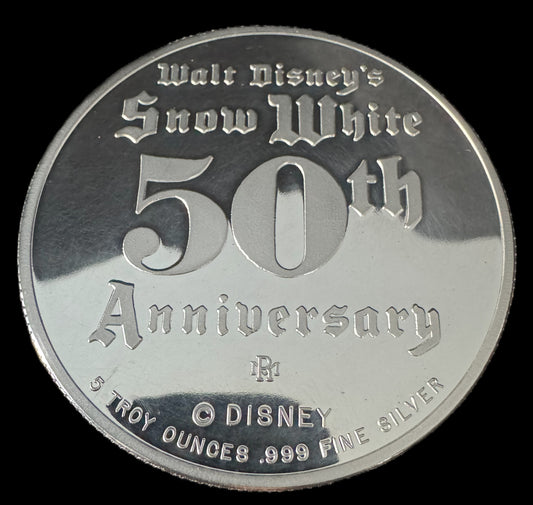 Walt Disney's
Snow White
50th
Anniversary
RM
© DISNEY
5 TROY OUNCES .999 FINE SILVER